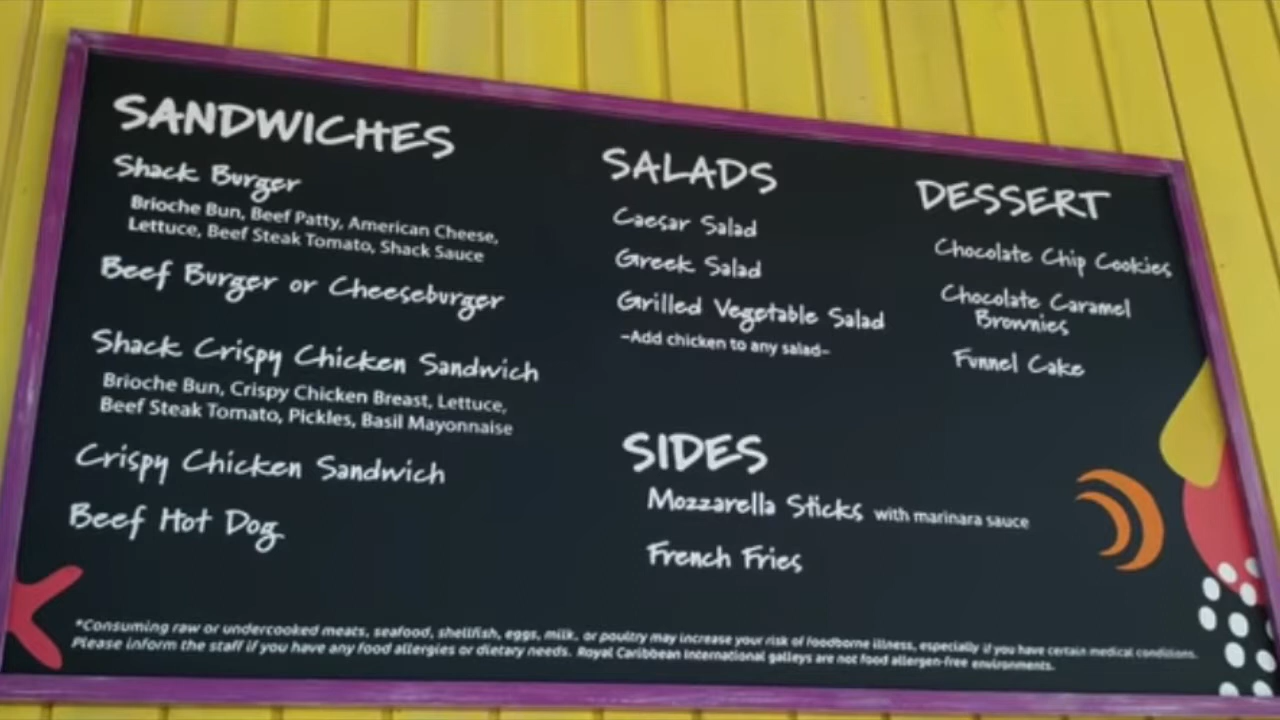 SANDWICHES
Shack Burger
Brioche Bun, Beef Patty, American Cheese,
Lettuce, Beef Steak Tomato, Shack Sauce
Beef Burger or Cheeseburger
Shack Crispy Chicken Sandwich
Brioche Bun, Crispy Chicken Breast, Lettuce,
Beef Steak Tomato, Pickles, Basil Mayonnaise
Crispy Chicken Sandwich
Beef Hot Dog
SALADS
Caesar Salad
Greek Salad
Grilled Vegetable Salad
-Add chicken to any salad-
SIDES
Mozzarella Sticks with marinara sauce
French Fries
DESSERT
Chocolate Chip Cookies
Chocolate Caramel
Brownies
Funnel Cake
*Consuming raw or undercooked meats, seafood, shellfish, eggs, milk, or poultry may increase your risk of foodborne illness, especially if you have certain medical conditions.
Please inform the staff if you have any food allergies or dietary needs. Royal Caribbean International galleys are not food allergen-free environments.